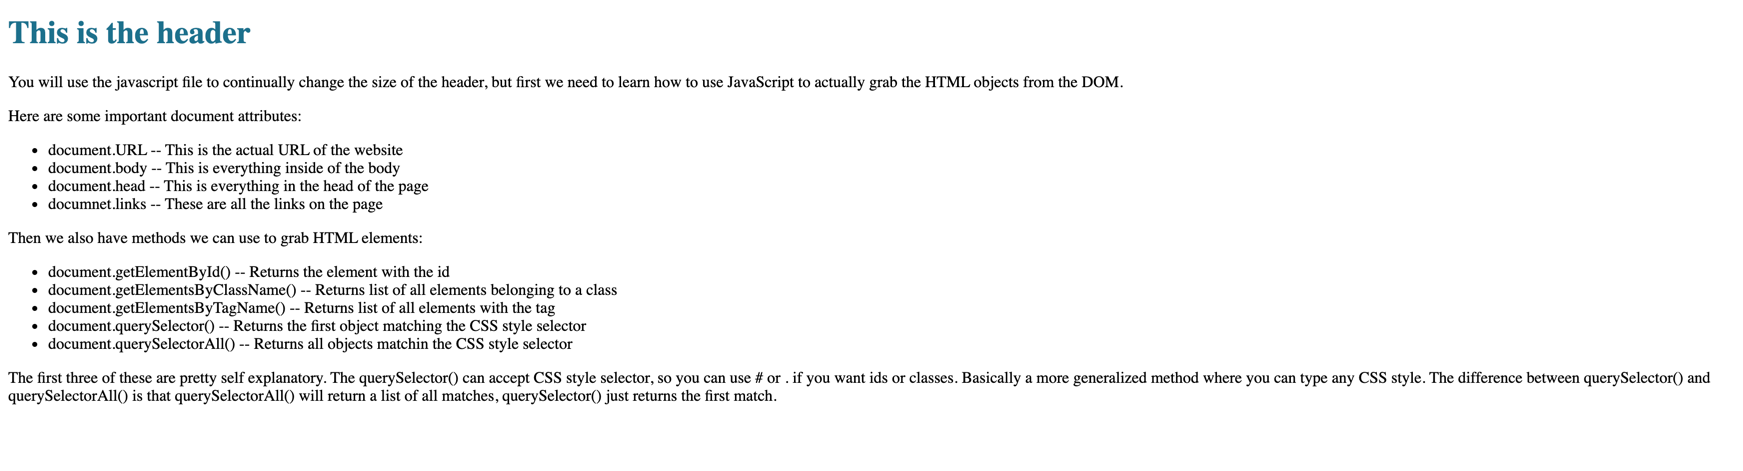 This is the header
You will use the javascript file to continually change the size of the header, but first we need to learn how to use JavaScript to actually grab the HTML objects from the DOM.
Here are some important document attributes:
• document.URL -- This is the actual URL of the website
• document.body -- This is everything inside of the body
• document.head -- This is everything in the head of the page
• documnet.links -- These are all the links on the page
Then we also have methods we can use to grab HTML elements:
• document.getElementById() -- Returns the element with the id
• document.getElementsByClassName() -- Returns list of all elements belonging to a class
• document.getElementsByTagName() -- Returns list of all elements with the tag
• document.querySelector() -- Returns the first object matching the CSS style selector
• document.querySelectorAll() -- Returns all objects matchin the CSS style selector
The first three of these are pretty self explanatory. The querySelector() can accept CSS style selector, so you can use # or . if you want ids or classes. Basically a more generalized method where you can type any CSS style. The difference between querySelector() and
querySelectorAll() is that querySelectorAll() will return a list of all matches, querySelector() just returns the first match.